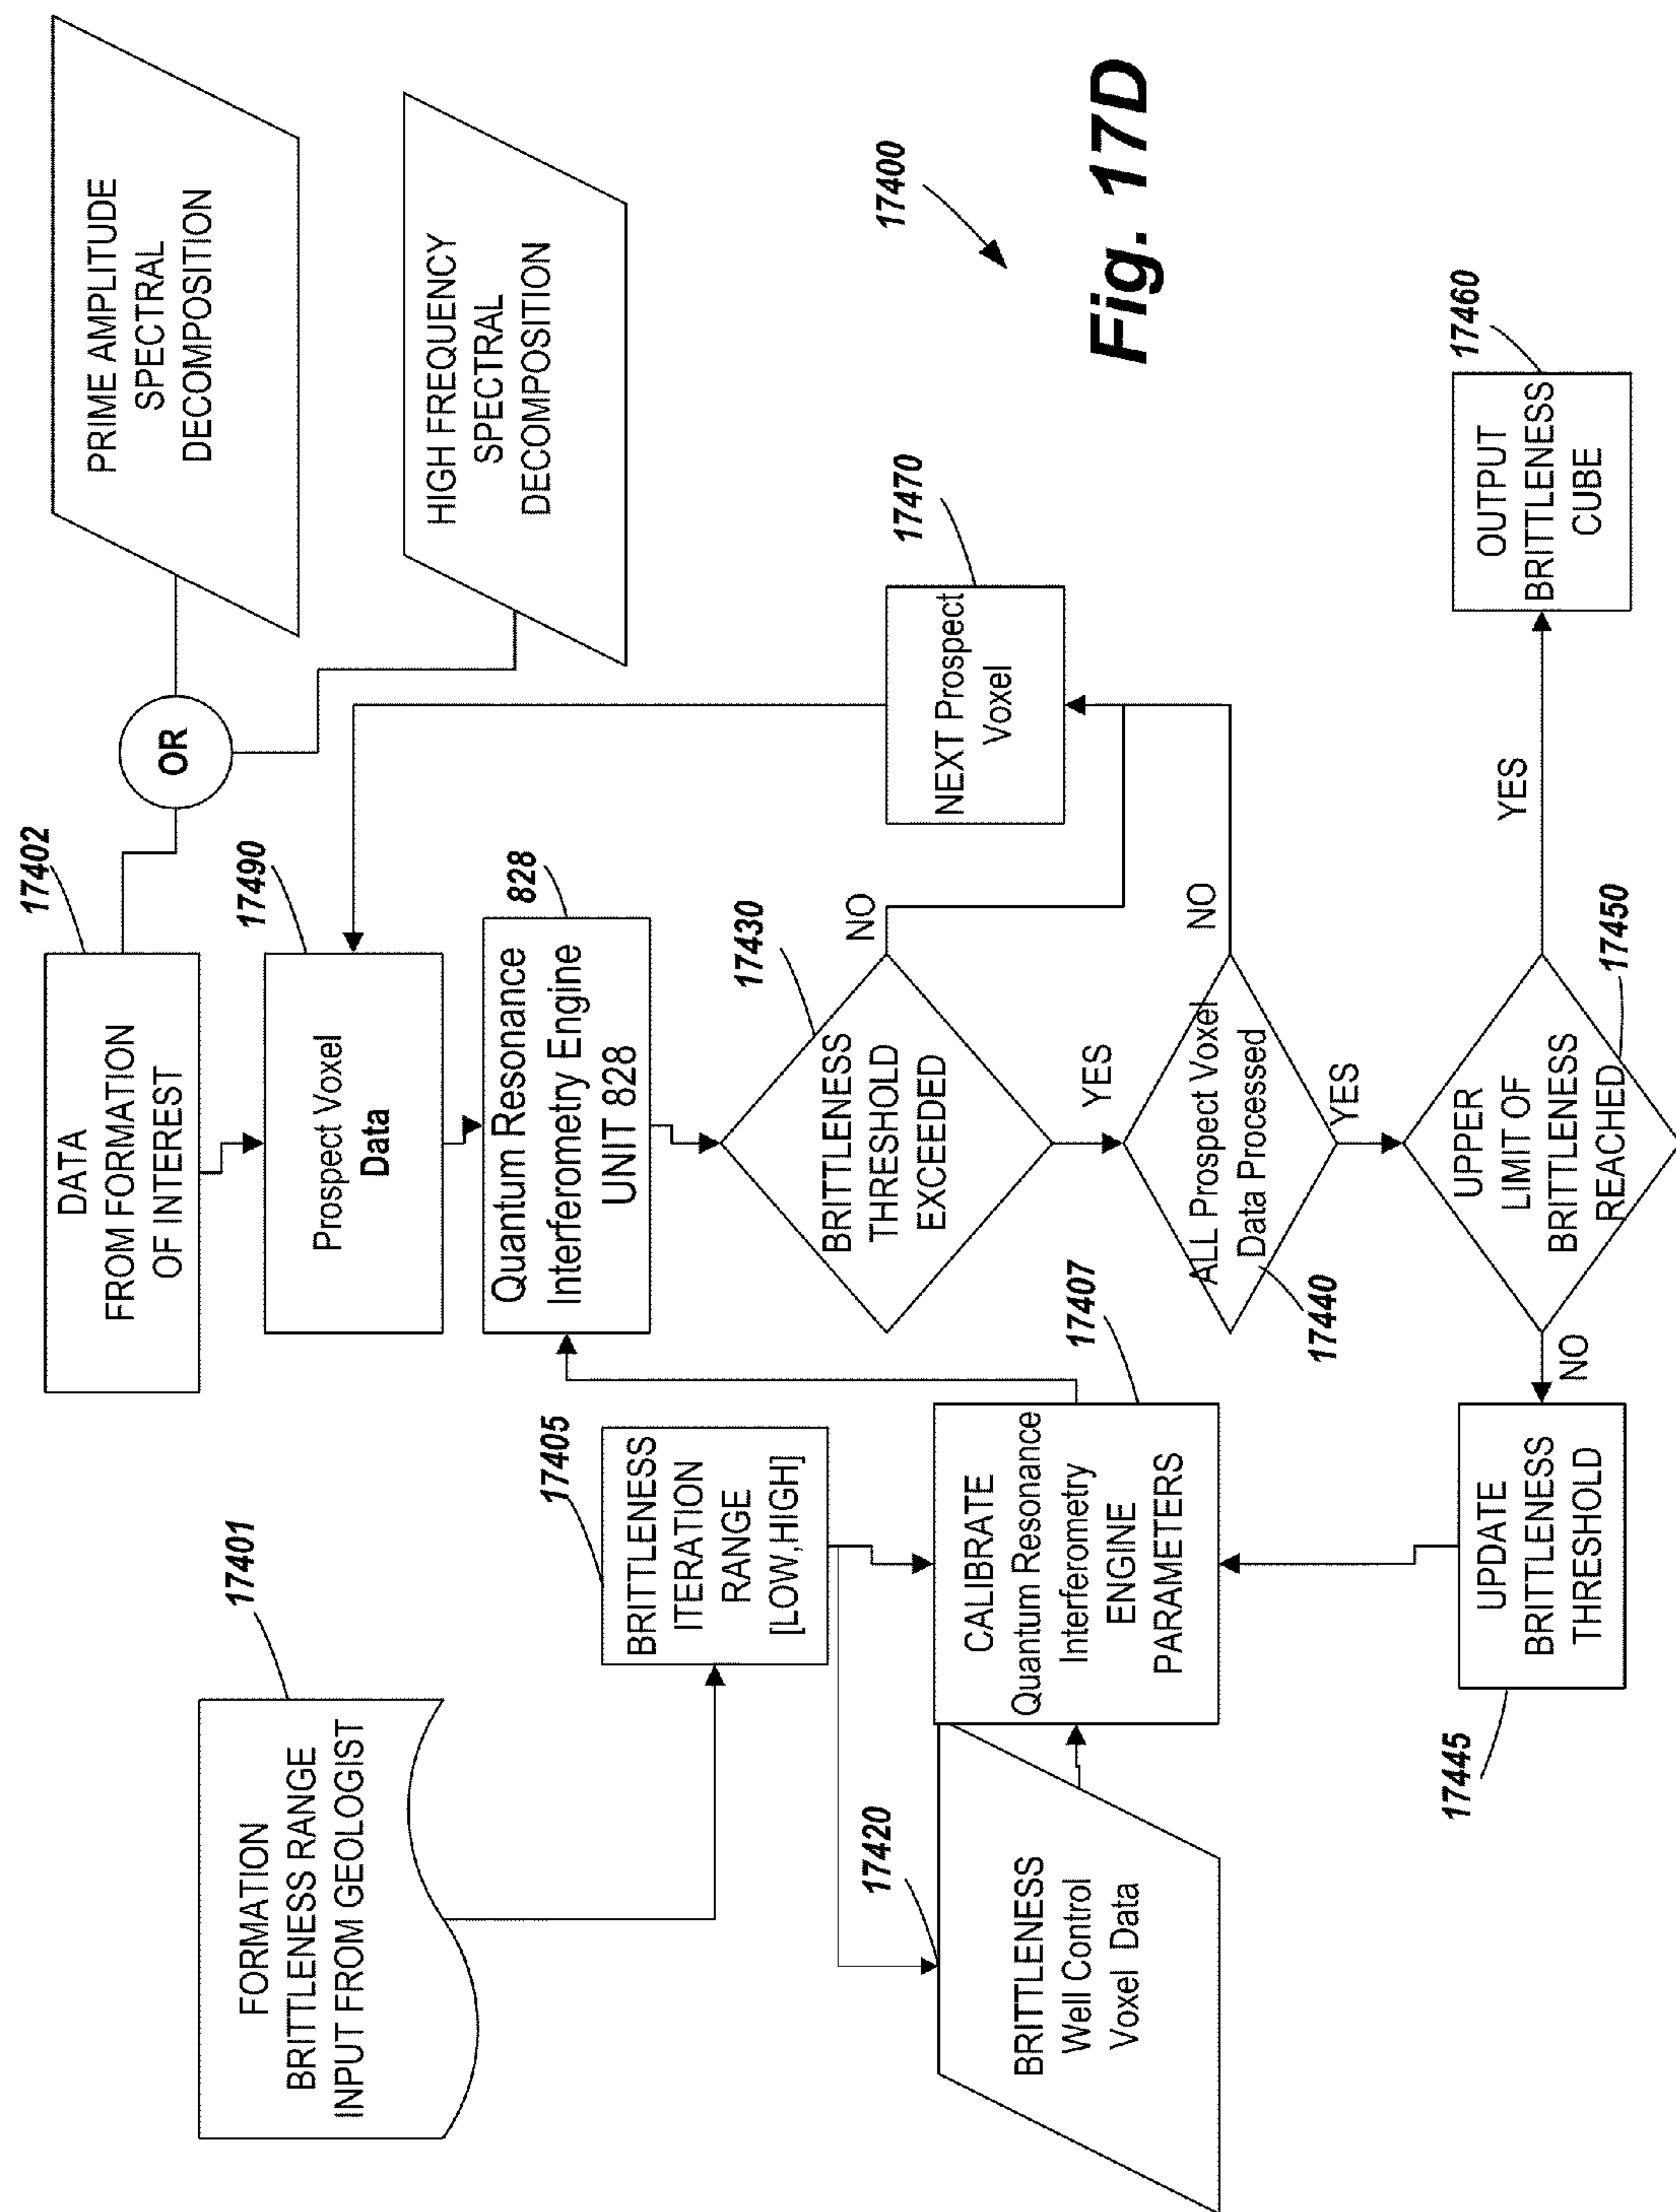 17401
FORMATION
BRITTLENESS RANGE
INPUT FROM GEOLOGIST
17402
DATA
FROM FORMATION
OF INTEREST
OR
PRIME AMPLITUDE
SPECTRAL
DECOMPOSITION
HIGH FREQUENCY
SPECTRAL
DECOMPOSITION
17490
Prospect Voxel
Data
828
Quantum Resonance
Interferometry Engine
UNIT 828
17405
BRITTLENESS
ITERATION
RANGE
[LOW,HIGH]
17430
BRITTLENESS
THRESHOLD
EXCEEDED
NO
YES
17470
NEXT Prospect
Voxel
17400
17420
BRITTLENESS
Well Control
Voxel Data
17407
CALIBRATE
Quantum Resonance
Interferometry
ENGINE
PARAMETERS
ALL Prospect Voxel
Data Processed
17440
NO
YES
17445
UPDATE
BRITTLENESS
THRESHOLD
NO
UPPER
LIMIT OF
BRITTLENESS
REACHED
17450
YES
17460
OUTPUT
BRITTLENESS
CUBE
Fig. 17D